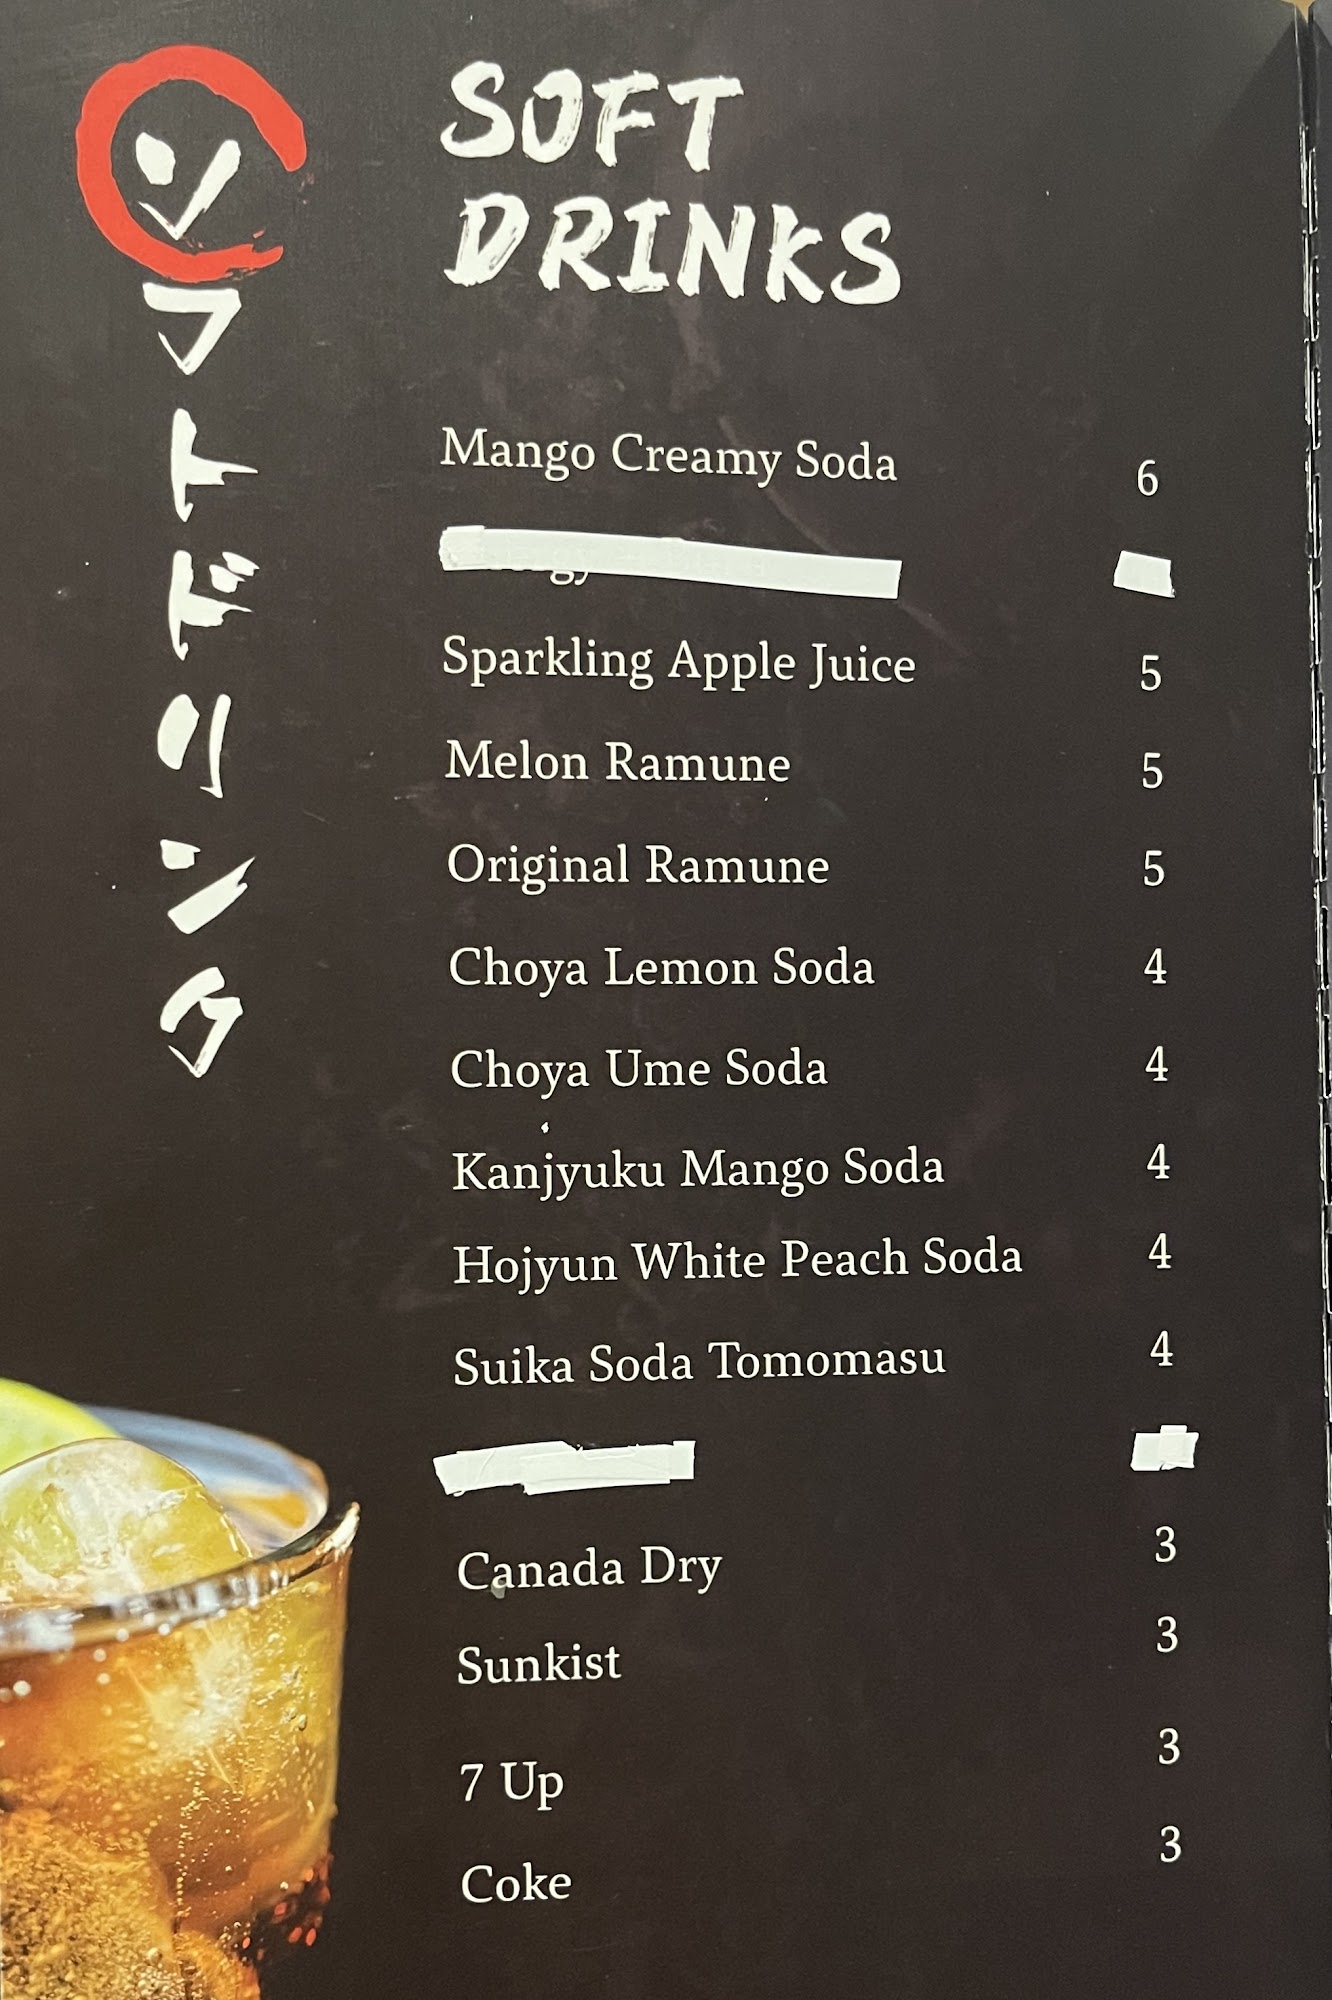 ソフトドリンク
SOFT
DRINKS
Mango Creamy Soda 6
Sparkling Apple Juice 5
Melon Ramune 5
Original Ramune 5
Choya Lemon Soda 4
Choya Ume Soda 4
Kanjyuku Mango Soda 4
Hojyun White Peach Soda 4
Suika Soda Tomomasu 4
Canada Dry 3
Sunkist 3
7 Up 3
Coke 3